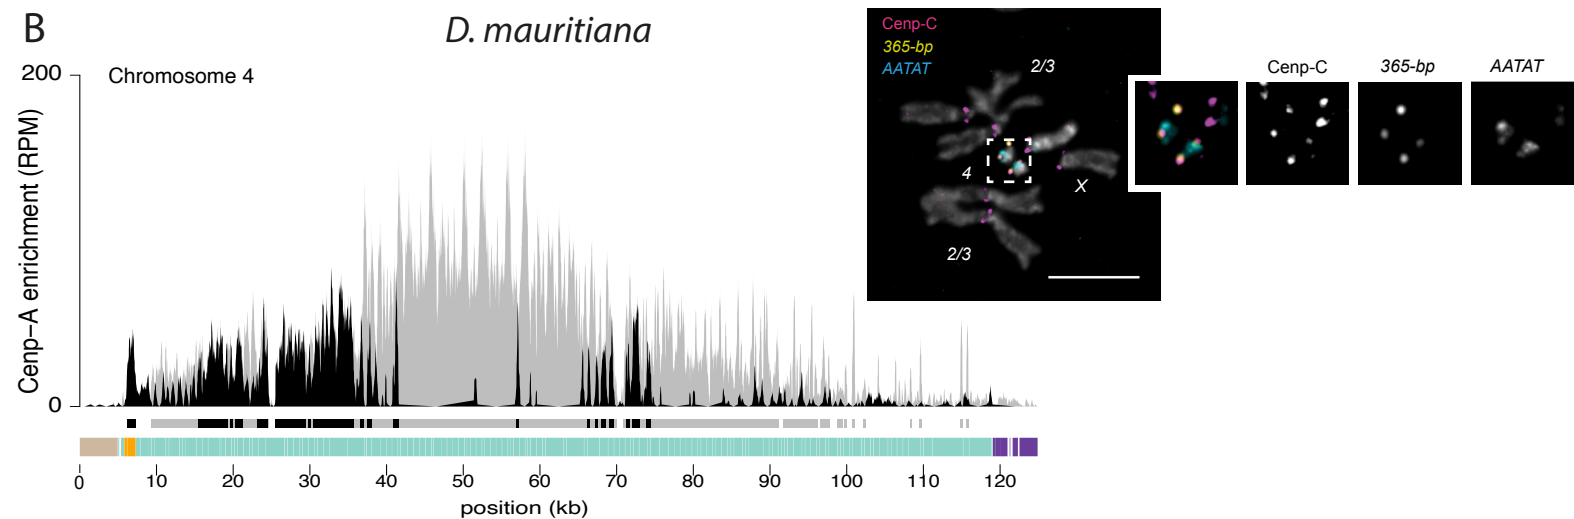 B
D. mauritiana
Chromosome 4
Cenp–A enrichment (RPM)
200
0
0 10 20 30 40 50 60 70 80 90 100 110 120
position (kb)
Cenp-C
365-bp
AATAT
2/3
4
X
2/3
Cenp-C 365-bp AATAT